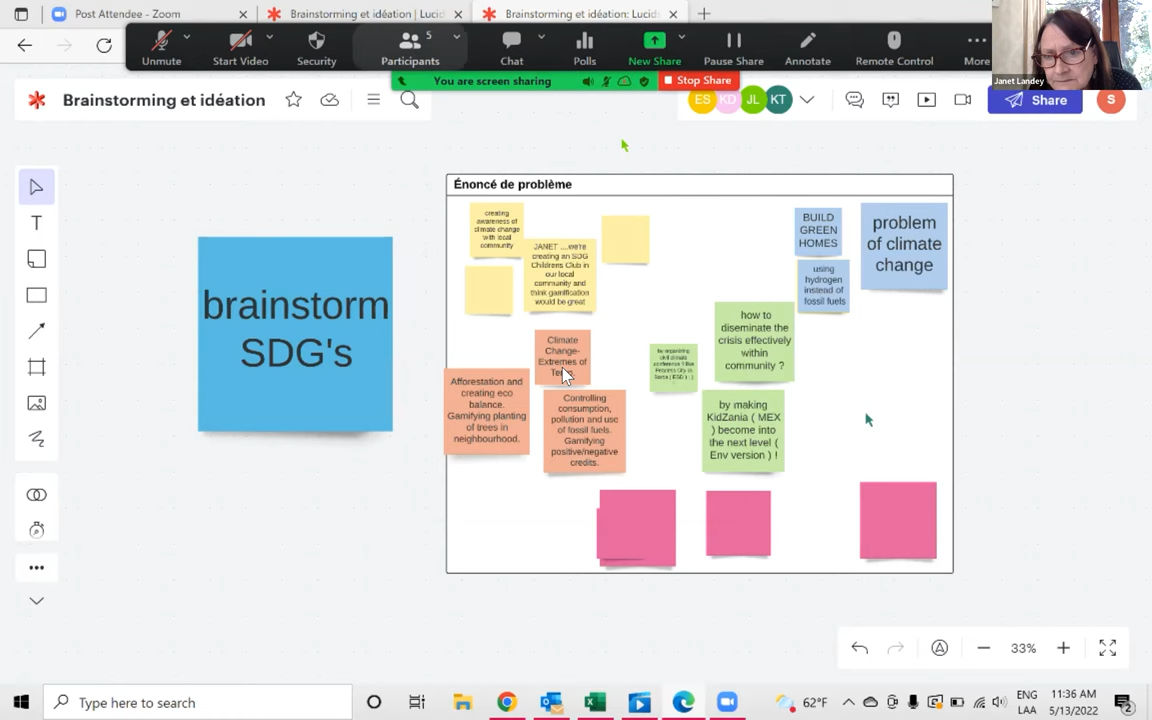 Post Attendee - Zoom
Brainstorming et idéation | Lucids
Brainstorming et idéation: Lucids
Unmute
Start Video
Security
5
Participants
Chat
Polls
New Share
Pause Share
Annotate
Remote Control
More
Janet Landey
You are screen sharing
Stop Share
Brainstorming et idéation
ES
KD
JL
KT
Share
S
T
brainstorm
SDG's
Énoncé de problème
creating
awareness of
climate change
with local
community
JANET ....we're
creating an SDG
Childrens Club in
our local
community and
think gamification
would be great
BUILD
GREEN
HOMES
problem
of climate
change
using
hydrogen
instead of
fossil fuels
how to
diseminate the
crisis effectively
within
community ?
Climate
Change-
Extremes of
by organising
conference
Afforestation and
creating eco
balance.
Gamifying planting
of trees in
neighbourhood.
Controlling
consumption,
pollution and use
of fossil fuels.
Gamifying
positive/negative
credits.
by making
KidZania ( MEX
) become into
the next level (
Env version ) !
33%
Type here to search
62°F
ENG
LAA
11:36 AM
5/13/2022
2